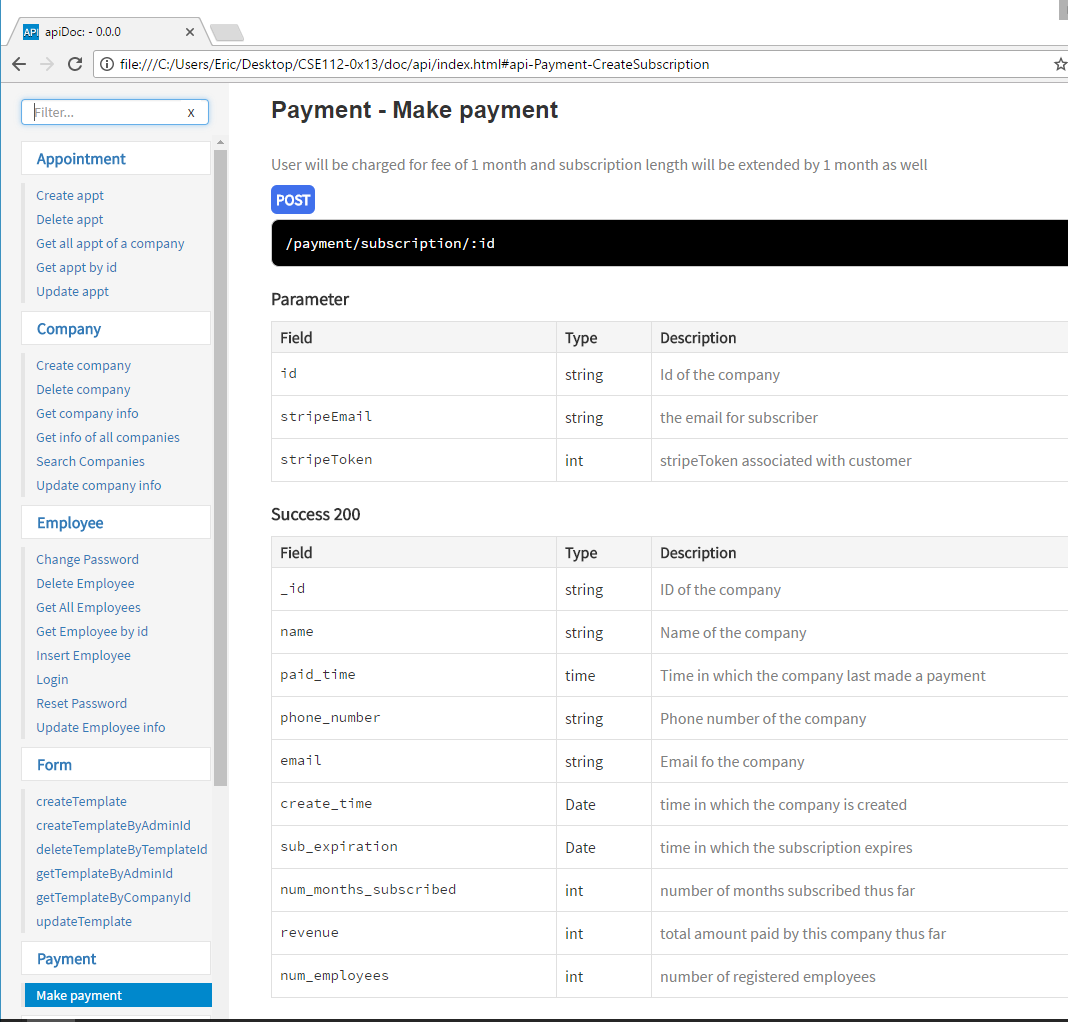 API apiDoc: - 0.0.0 ×
file:///C:/Users/Eric/Desktop/CSE112-0x13/doc/api/index.html#api-Payment-CreateSubscription
Filter... x
Appointment
Create appt
Delete appt
Get all appt of a company
Get appt by id
Update appt
Company
Create company
Delete company
Get company info
Get info of all companies
Search Companies
Update company info
Employee
Change Password
Delete Employee
Get All Employees
Get Employee by id
Insert Employee
Login
Reset Password
Update Employee info
Form
createTemplate
createTemplateByAdminId
deleteTemplateByTemplateId
getTemplateByAdminId
getTemplateByCompanyId
updateTemplate
Payment
Make payment
Payment - Make payment
User will be charged for fee of 1 month and subscription length will be extended by 1 month as well
POST
/payment/subscription/:id
Parameter
Field Type Description
id string Id of the company
stripeEmail string the email for subscriber
stripeToken int stripeToken associated with customer
Success 200
Field Type Description
_id string ID of the company
name string Name of the company
paid_time time Time in which the company last made a payment
phone_number string Phone number of the company
email string Email fo the company
create_time Date time in which the company is created
sub_expiration Date time in which the subscription expires
num_months_subscribed int number of months subscribed thus far
revenue int total amount paid by this company thus far
num_employees int number of registered employees